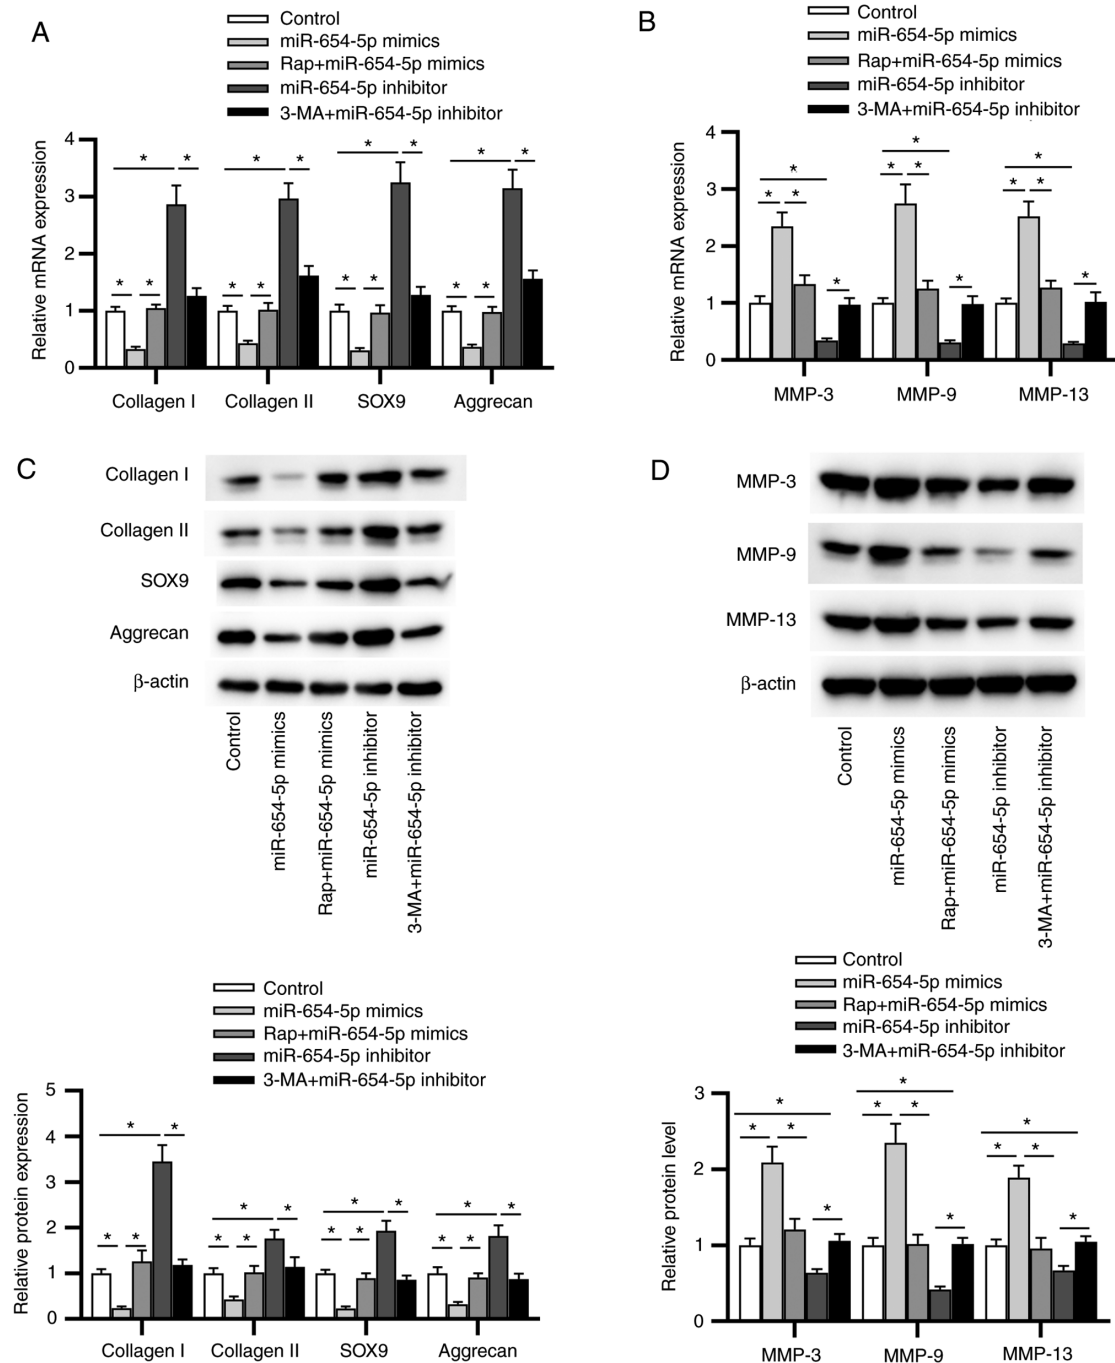 A
Control
miR-654-5p mimics
Rap+miR-654-5p mimics
miR-654-5p inhibitor
3-MA+miR-654-5p inhibitor
Relative mRNA expression
4
3
2
1
0
* * * * * * * *
* * * * * * * *
Collagen I Collagen II SOX9 Aggrecan
B
Control
miR-654-5p mimics
Rap+miR-654-5p mimics
miR-654-5p inhibitor
3-MA+miR-654-5p inhibitor
Relative mRNA expression
4
3
2
1
0
* * *
* * * * * *
* * *
MMP-3 MMP-9 MMP-13
C
Collagen I
Collagen II
SOX9
Aggrecan
β-actin
Control
miR-654-5p mimics
Rap+miR-654-5p mimics
miR-654-5p inhibitor
3-MA+miR-654-5p inhibitor
Control
miR-654-5p mimics
Rap+miR-654-5p mimics
miR-654-5p inhibitor
3-MA+miR-654-5p inhibitor
Relative protein expression
5
4
3
2
1
0
* * * * * * * *
* * * * * * * *
Collagen I Collagen II SOX9 Aggrecan
D
MMP-3
MMP-9
MMP-13
β-actin
Control
miR-654-5p mimics
Rap+miR-654-5p mimics
miR-654-5p inhibitor
3-MA+miR-654-5p inhibitor
Control
miR-654-5p mimics
Rap+miR-654-5p mimics
miR-654-5p inhibitor
3-MA+miR-654-5p inhibitor
Relative protein level
3
2
1
0
* * *
* * * * * *
* * *
MMP-3 MMP-9 MMP-13